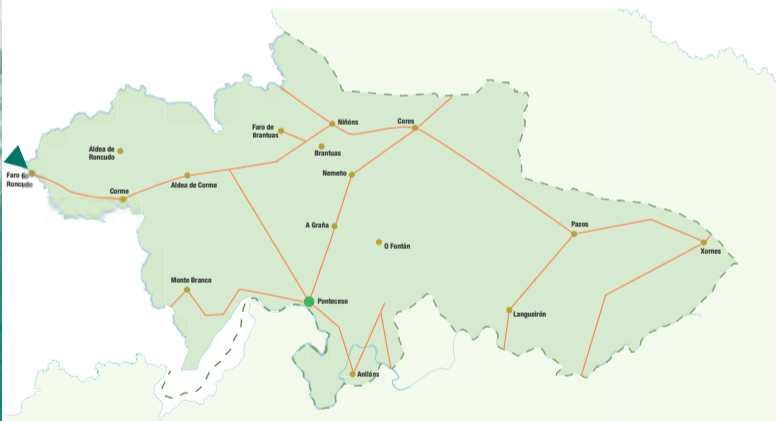 Niñóns
Cores
Faro de
Brantuas
Aldea de
Roncudo
Brantuas
Faro de
Roncudo
Nemeño
Corme
Aldea de Corme
A Graña
Pazos
O Fontán
Xornes
Monte Branco
Ponteceso
Langueirón
Anllóns